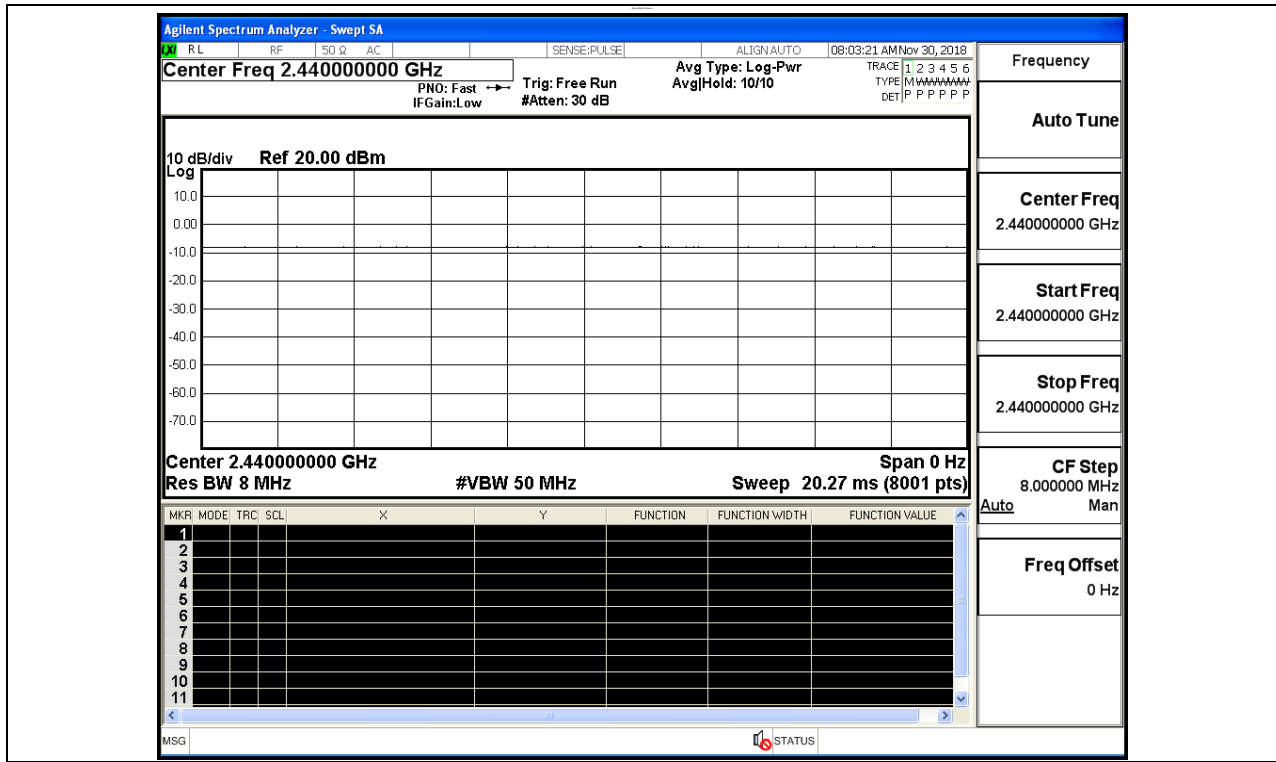 Agilent Spectrum Analyzer - Swept SA
LXI RL RF 50 Ω AC SENSE:PULSE ALIGN AUTO 08:03:21 AM Nov 30, 2018
Center Freq 2.440000000 GHz
PNO: Fast
IFGain:Low
Trig: Free Run
#Atten: 30 dB
Avg Type: Log-Pwr
Avg|Hold: 10/10
TRACE 1 2 3 4 5 6
TYPE M WWWWW
DET P P P P P P
10 dB/div Ref 20.00 dBm
Log
10.0
0.00
-10.0
-20.0
-30.0
-40.0
-50.0
-60.0
-70.0
Center 2.440000000 GHz Span 0 Hz
Res BW 8 MHz #VBW 50 MHz Sweep 20.27 ms (8001 pts)
MKR MODE TRC SCL X Y FUNCTION FUNCTION WIDTH FUNCTION VALUE
1
2
3
4
5
6
7
8
9
10
11
MSG STATUS
Frequency
Auto Tune
Center Freq
2.440000000 GHz
Start Freq
2.440000000 GHz
Stop Freq
2.440000000 GHz
CF Step
8.000000 MHz
Auto Man
Freq Offset
0 Hz